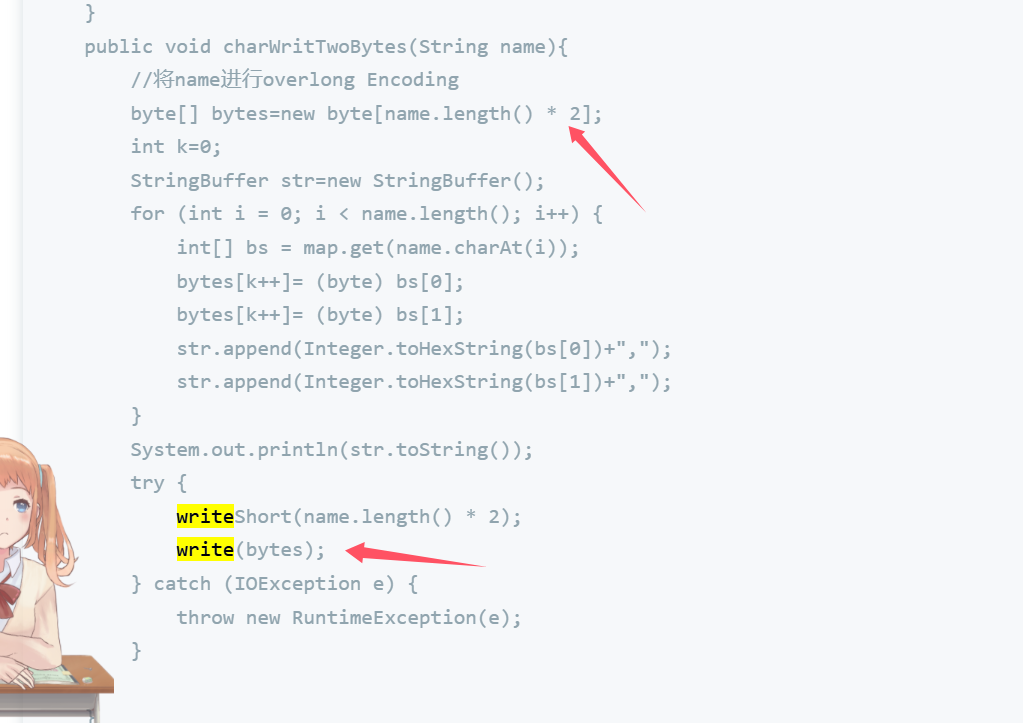 }
public void charWritTwoBytes(String name){
//将name进行overlong Encoding
byte[] bytes=new byte[name.length() * 2];
int k=0;
StringBuffer str=new StringBuffer();
for (int i = 0; i < name.length(); i++) {
int[] bs = map.get(name.charAt(i));
bytes[k++]= (byte) bs[0];
bytes[k++]= (byte) bs[1];
str.append(Integer.toHexString(bs[0])+",");
str.append(Integer.toHexString(bs[1])+",");
}
System.out.println(str.toString());
try {
writeShort(name.length() * 2);
write(bytes);
} catch (IOException e) {
throw new RuntimeException(e);
}